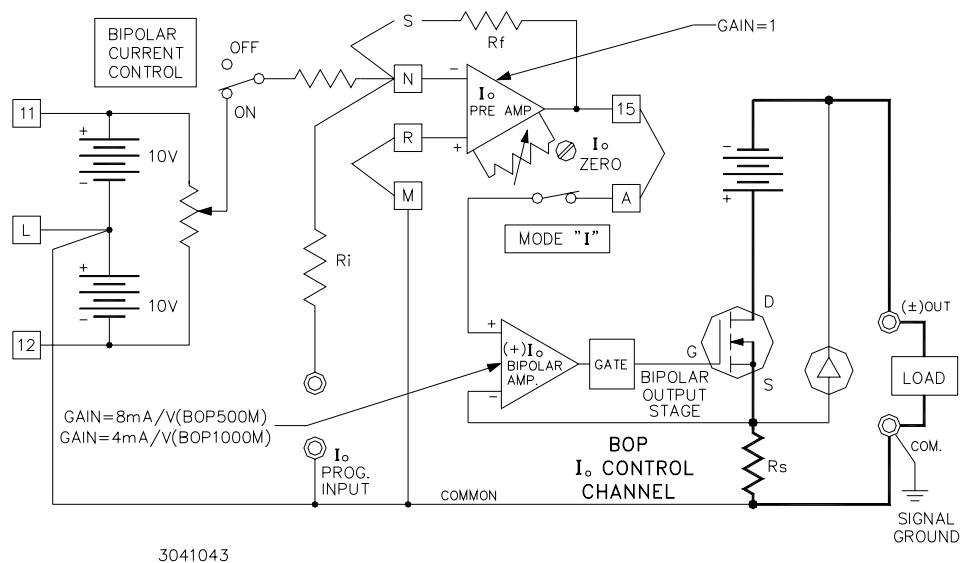 BIPOLAR
CURRENT
CONTROL
OFF
ON
11
+
10V
−
L
+
10V
−
12
S
Rf
GAIN=1
N
−
Io
PRE AMP
+
15
R
Io
ZERO
M
A
MODE "I"
Ri
−
+
D
G
S
(±)OUT
LOAD
COM.
+
(+)Io
BIPOLAR
AMP.
−
GATE
BIPOLAR
OUTPUT
STAGE
GAIN=8mA/V(BOP500M)
GAIN=4mA/V(BOP1000M)
Io
PROG.
INPUT
BOP
Io CONTROL
CHANNEL
Rs
COMMON
SIGNAL
GROUND
3041043